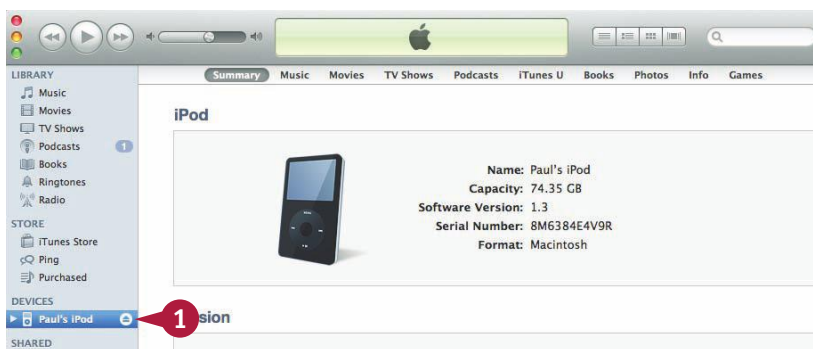 LIBRARY
Music
Movies
TV Shows
Podcasts 1
Books
Ringtones
Radio
STORE
iTunes Store
Ping
Purchased
DEVICES
Paul's iPod
SHARED
Summary Music Movies TV Shows Podcasts iTunes U Books Photos Info Games
iPod
Name: Paul's iPod
Capacity: 74.35 GB
Software Version: 1.3
Serial Number: 8M6384E4V9R
Format: Macintosh
1
sion